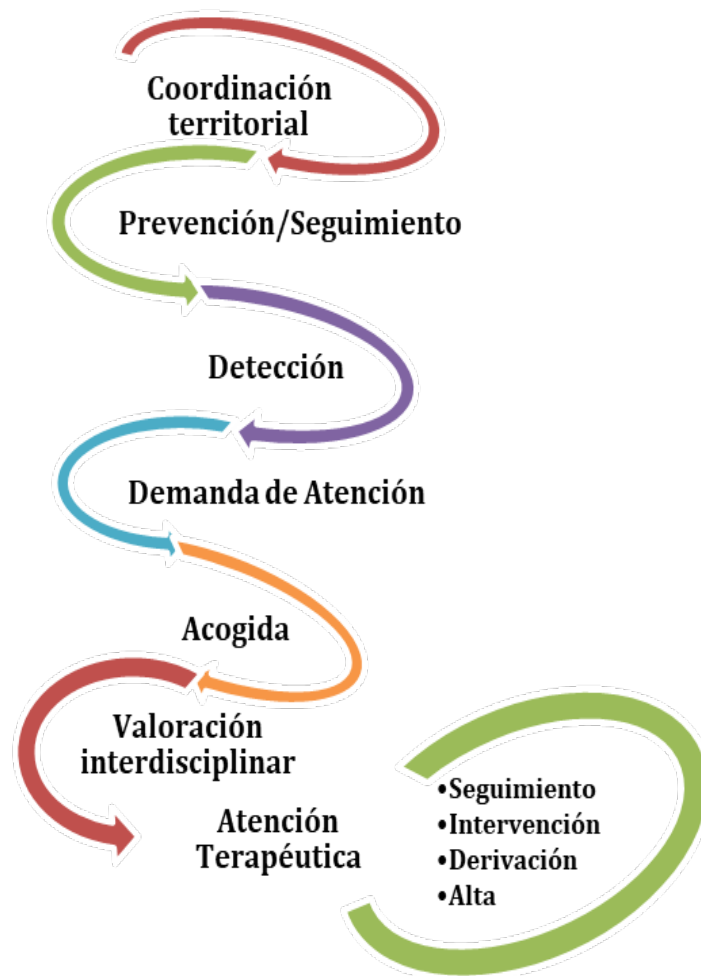 Coordinación
territorial
Prevención/Seguimiento
Detección
Demanda de Atención
Acogida
Valoración
interdisciplinar
Atención
Terapéutica
•Seguimiento
•Intervención
•Derivación
•Alta